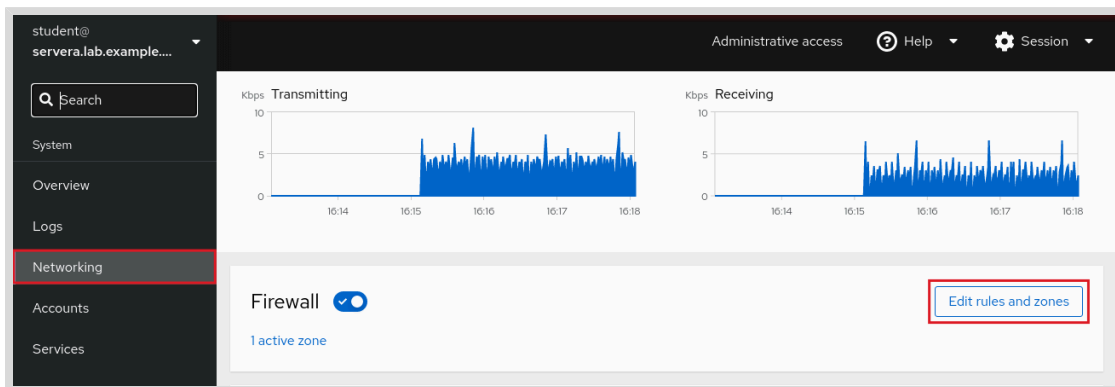 student@
servera.lab.example....
Administrative access
Help
Session
Search
System
Overview
Logs
Networking
Accounts
Services
Kbps Transmitting
10
5
0
16:14 16:15 16:16 16:17 16:18
Kbps Receiving
10
5
0
16:14 16:15 16:16 16:17 16:18
Firewall
Edit rules and zones
1 active zone